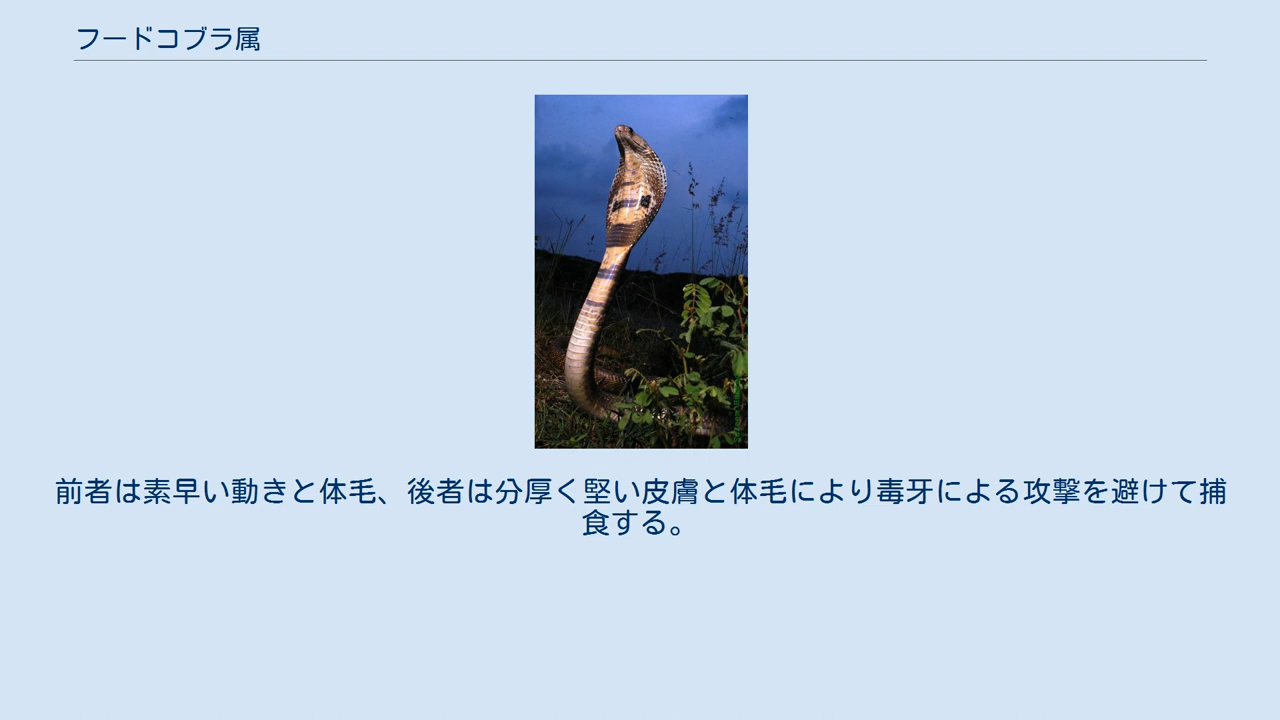 フードコブラ属
前者は素早い動きと体毛、後者は分厚く堅い皮膚と体毛により毒牙による攻撃を避けて捕
食する。